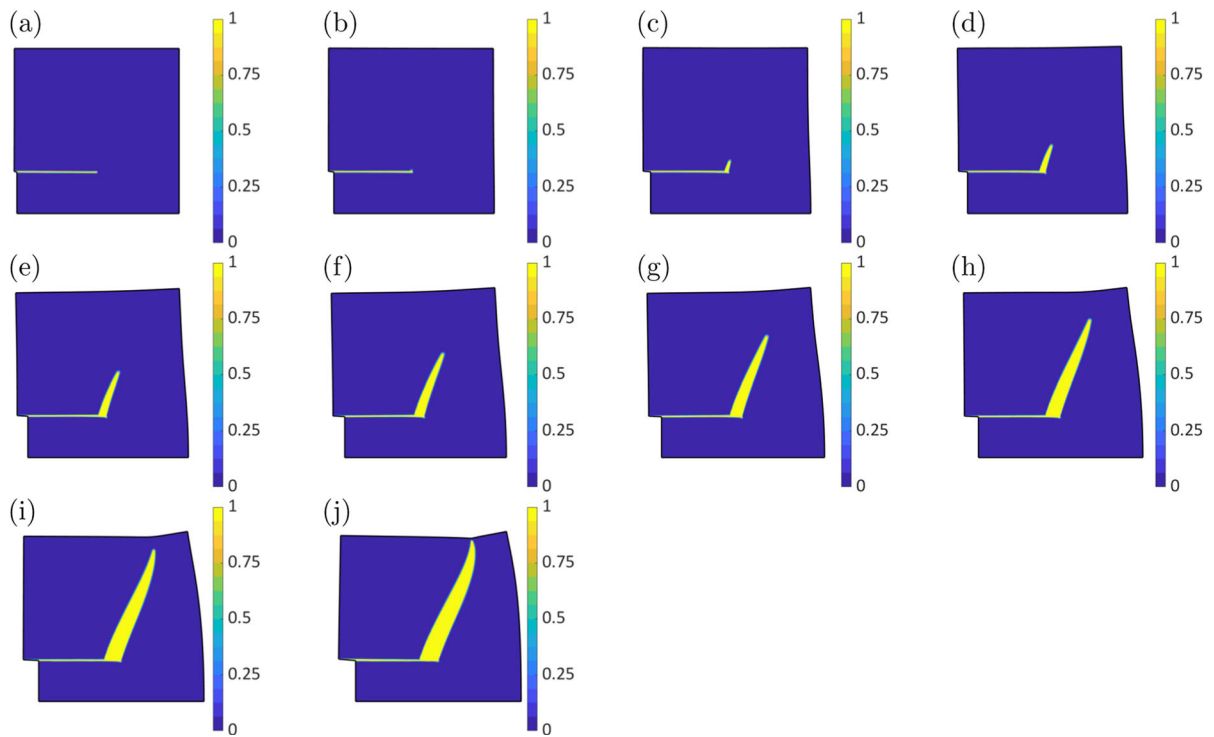 (a) 1 (b) 1 (c) 1 (d) 1
0.75 0.75 0.75 0.75
0.5 0.5 0.5 0.5
0.25 0.25 0.25 0.25
0 0 0 0
(e) 1 (f) 1 (g) 1 (h) 1
0.75 0.75 0.75 0.75
0.5 0.5 0.5 0.5
0.25 0.25 0.25 0.25
0 0 0 0
(i) 1 (j) 1
0.75 0.75
0.5 0.5
0.25 0.25
0 0